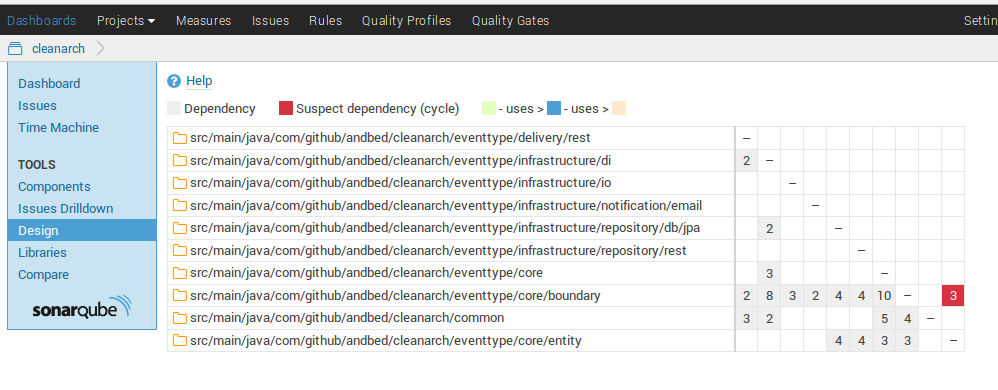 Dashboards Projects Measures Issues Rules Quality Profiles Quality Gates Settin
cleanarch
Dashboard
Issues
Time Machine
TOOLS
Components
Issues Drilldown
Design
Libraries
Compare
sonarqube
Help
Dependency Suspect dependency (cycle) - uses > - uses >
src/main/java/com/github/andbed/cleanarch/eventtype/delivery/rest –
src/main/java/com/github/andbed/cleanarch/eventtype/infrastructure/di 2 –
src/main/java/com/github/andbed/cleanarch/eventtype/infrastructure/io –
src/main/java/com/github/andbed/cleanarch/eventtype/infrastructure/notification/email –
src/main/java/com/github/andbed/cleanarch/eventtype/infrastructure/repository/db/jpa 2 –
src/main/java/com/github/andbed/cleanarch/eventtype/infrastructure/repository/rest –
src/main/java/com/github/andbed/cleanarch/eventtype/core 3 –
src/main/java/com/github/andbed/cleanarch/eventtype/core/boundary 2 8 3 2 4 4 10 – 3
src/main/java/com/github/andbed/cleanarch/common 3 2 5 4 –
src/main/java/com/github/andbed/cleanarch/eventtype/core/entity 4 4 3 3 –